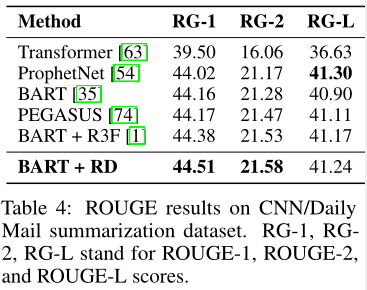 Method RG-1 RG-2 RG-L
Transformer [63] 39.50 16.06 36.63
ProphetNet [54] 44.02 21.17 41.30
BART [35] 44.16 21.28 40.90
PEGASUS [74] 44.17 21.47 41.11
BART + R3F [1] 44.38 21.53 41.17
BART + RD 44.51 21.58 41.24
Table 4: ROUGE results on CNN/Daily
Mail summarization dataset. RG-1, RG-
2, RG-L stand for ROUGE-1, ROUGE-2,
and ROUGE-L scores.